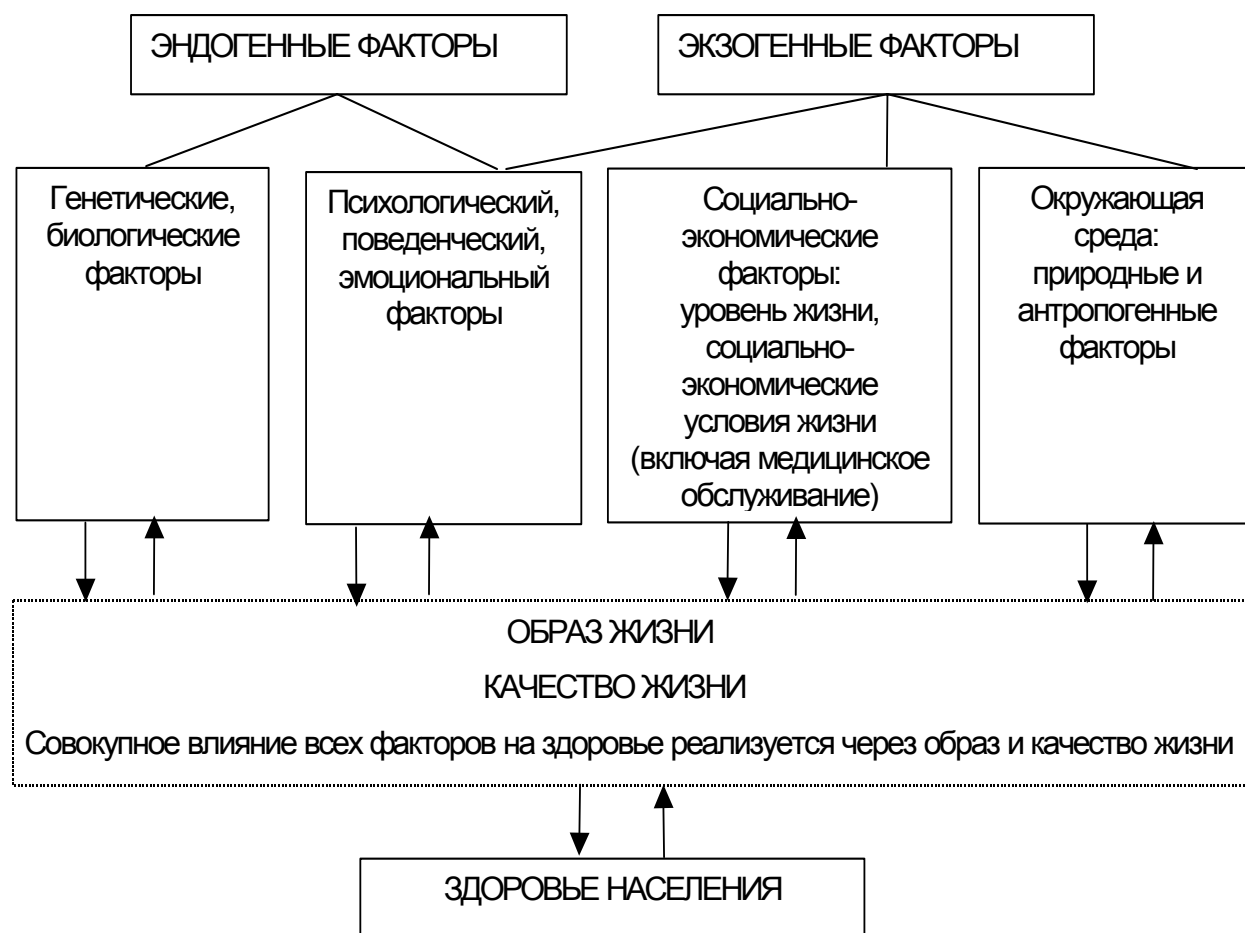 ЭНДОГЕННЫЕ ФАКТОРЫ
ЭКЗОГЕННЫЕ ФАКТОРЫ
Генетические,
биологические
факторы
Психологический,
поведенческий,
эмоциональный
факторы
Социально-
экономические
факторы:
уровень жизни,
социально-
экономические
условия жизни
(включая медицинское
обслуживание)
Окружающая
среда:
природные и
антропогенные
факторы
ОБРАЗ ЖИЗНИ
КАЧЕСТВО ЖИЗНИ
Совокупное влияние всех факторов на здоровье реализуется через образ и качество жизни
ЗДОРОВЬЕ НАСЕЛЕНИЯ